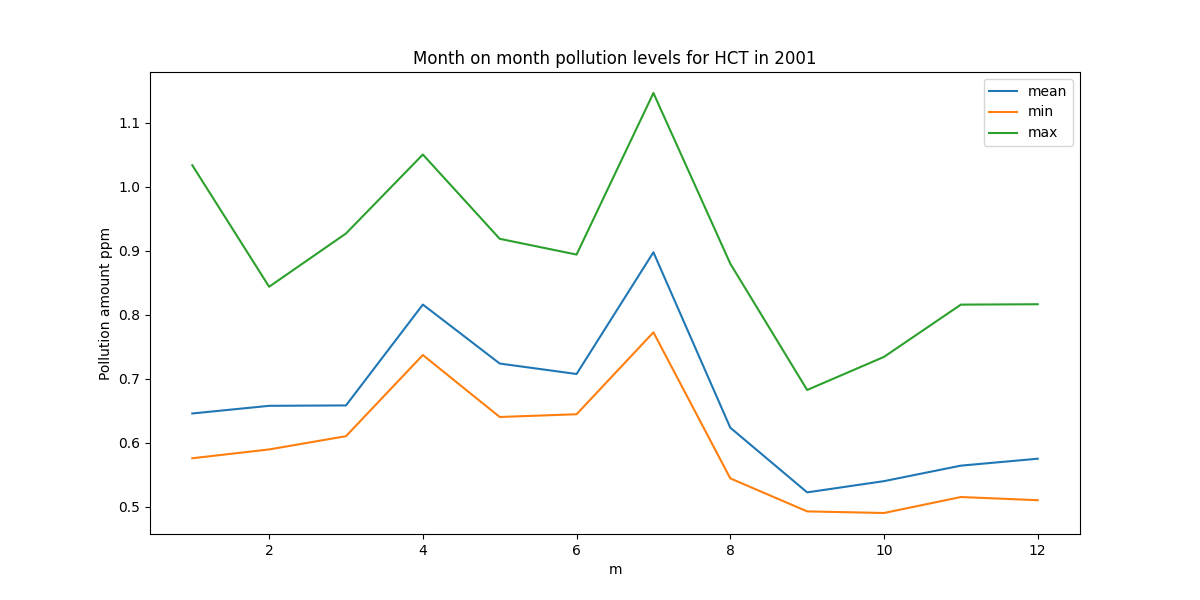 Month on month pollution levels for HCT in 2001
mean
min
max
Pollution amount ppm
1.1
1.0
0.9
0.8
0.7
0.6
0.5
2 4 6 8 10 12
m